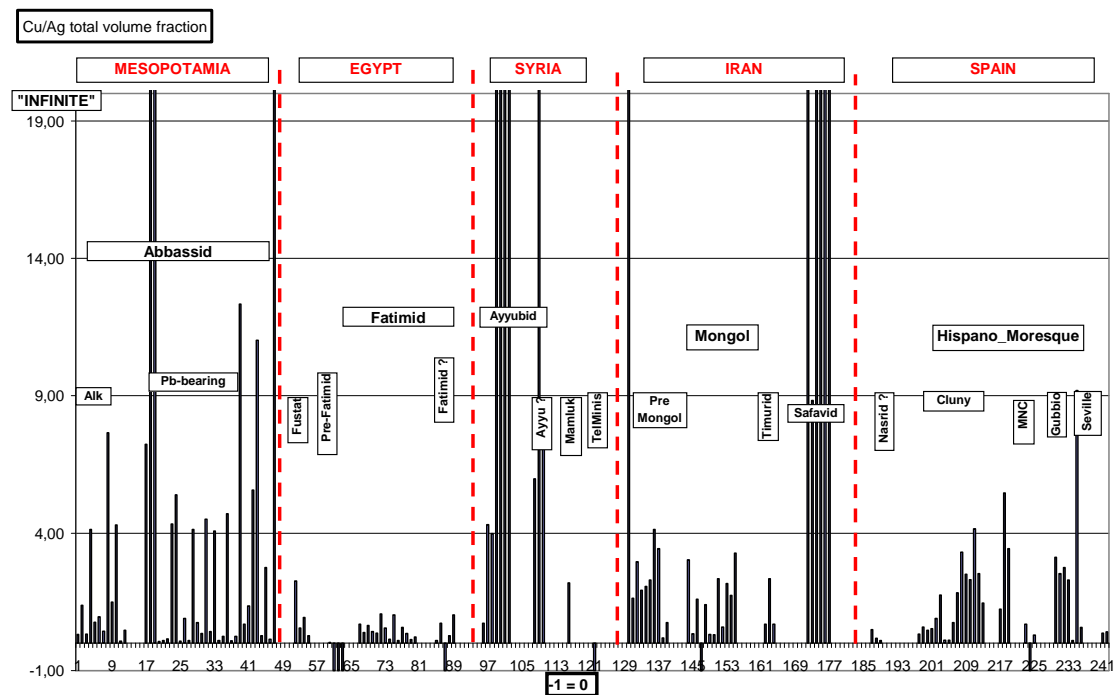 Cu/Ag total volume fraction
MESOPOTAMIA EGYPT SYRIA IRAN SPAIN
"INFINITE"
19,00
14,00
Abbassid
Fatimid
Ayyubid
Mongol
Hispano_Moresque
9,00
Alk
Pb-bearing
Fustat
Pre-Fatimid
Fatimid ?
Ayyu ?
Mamluk
TelMinis
Pre
Mongol
Timurid
Safavid
Nasrid ?
Cluny
MNC
Gubbio
Seville
4,00
-1,00
1 9 17 25 33 41 49 57 65 73 81 89 97 105 113 121 129 137 145 153 161 169 177 185 193 201 209 217 225 233 241
-1 = 0